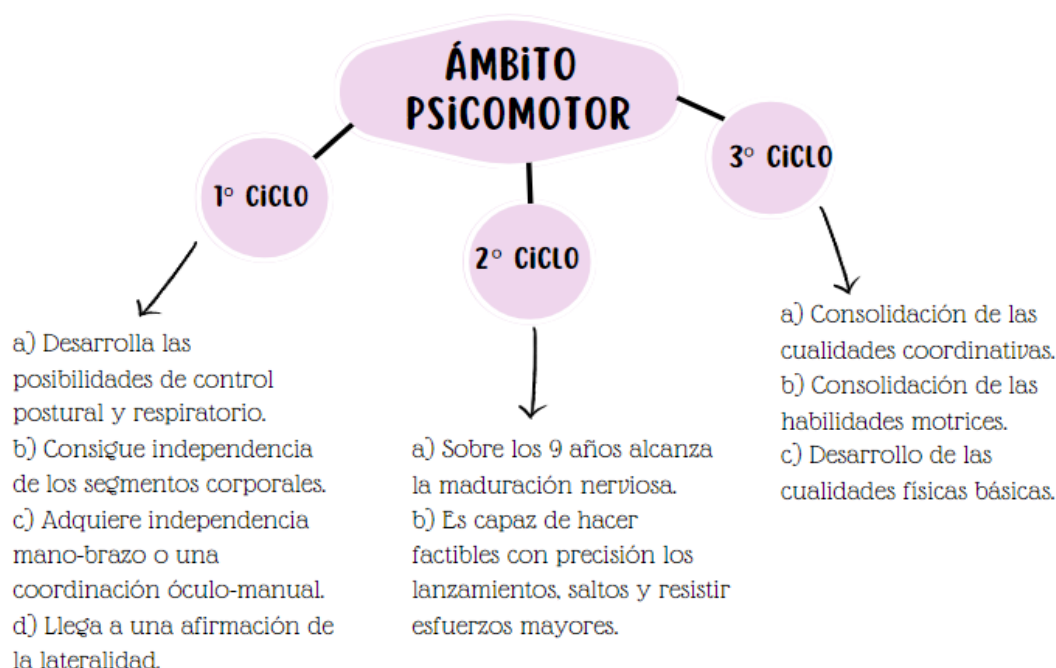 ÁMBiTO
PSiCOMOTOR
1º CiCLO
a) Desarrolla las
posibilidades de control
postural y respiratorio.
b) Consigue independencia
de los segmentos corporales.
c) Adquiere independencia
mano-brazo o una
coordinación óculo-manual.
d) Llega a una afirmación de
la lateralidad.
2º CiCLO
a) Sobre los 9 años alcanza
la maduración nerviosa.
b) Es capaz de hacer
factibles con precisión los
lanzamientos, saltos y resistir
esfuerzos mayores.
3º CiCLO
a) Consolidación de las
cualidades coordinativas.
b) Consolidación de las
habilidades motrices.
c) Desarrollo de las
cualidades físicas básicas.